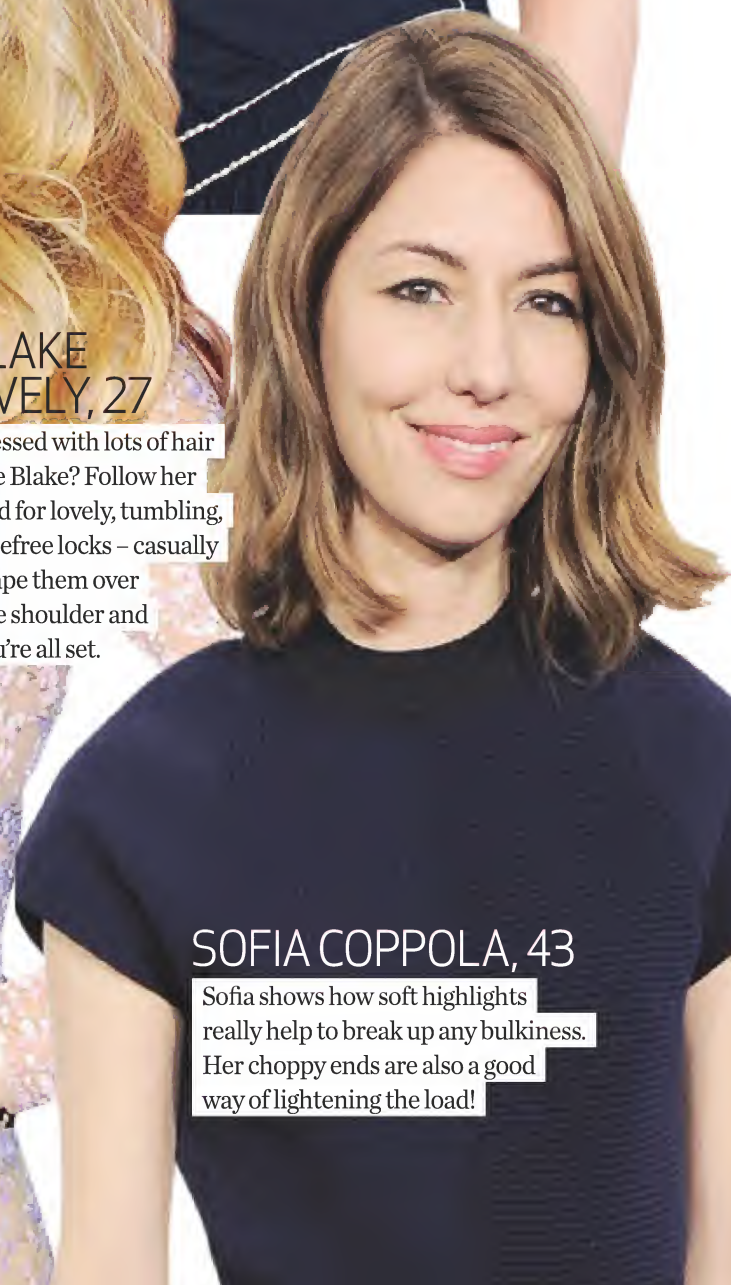 LAKE
VELY, 27
essed with lots of hair
e Blake? Follow her
d for lovely, tumbling,
efree locks – casually
ape them over
e shoulder and
u’re all set.
SOFIA COPPOLA, 43
Sofia shows how soft highlights
really help to break up any bulkiness.
Her choppy ends are also a good
way of lightening the load!